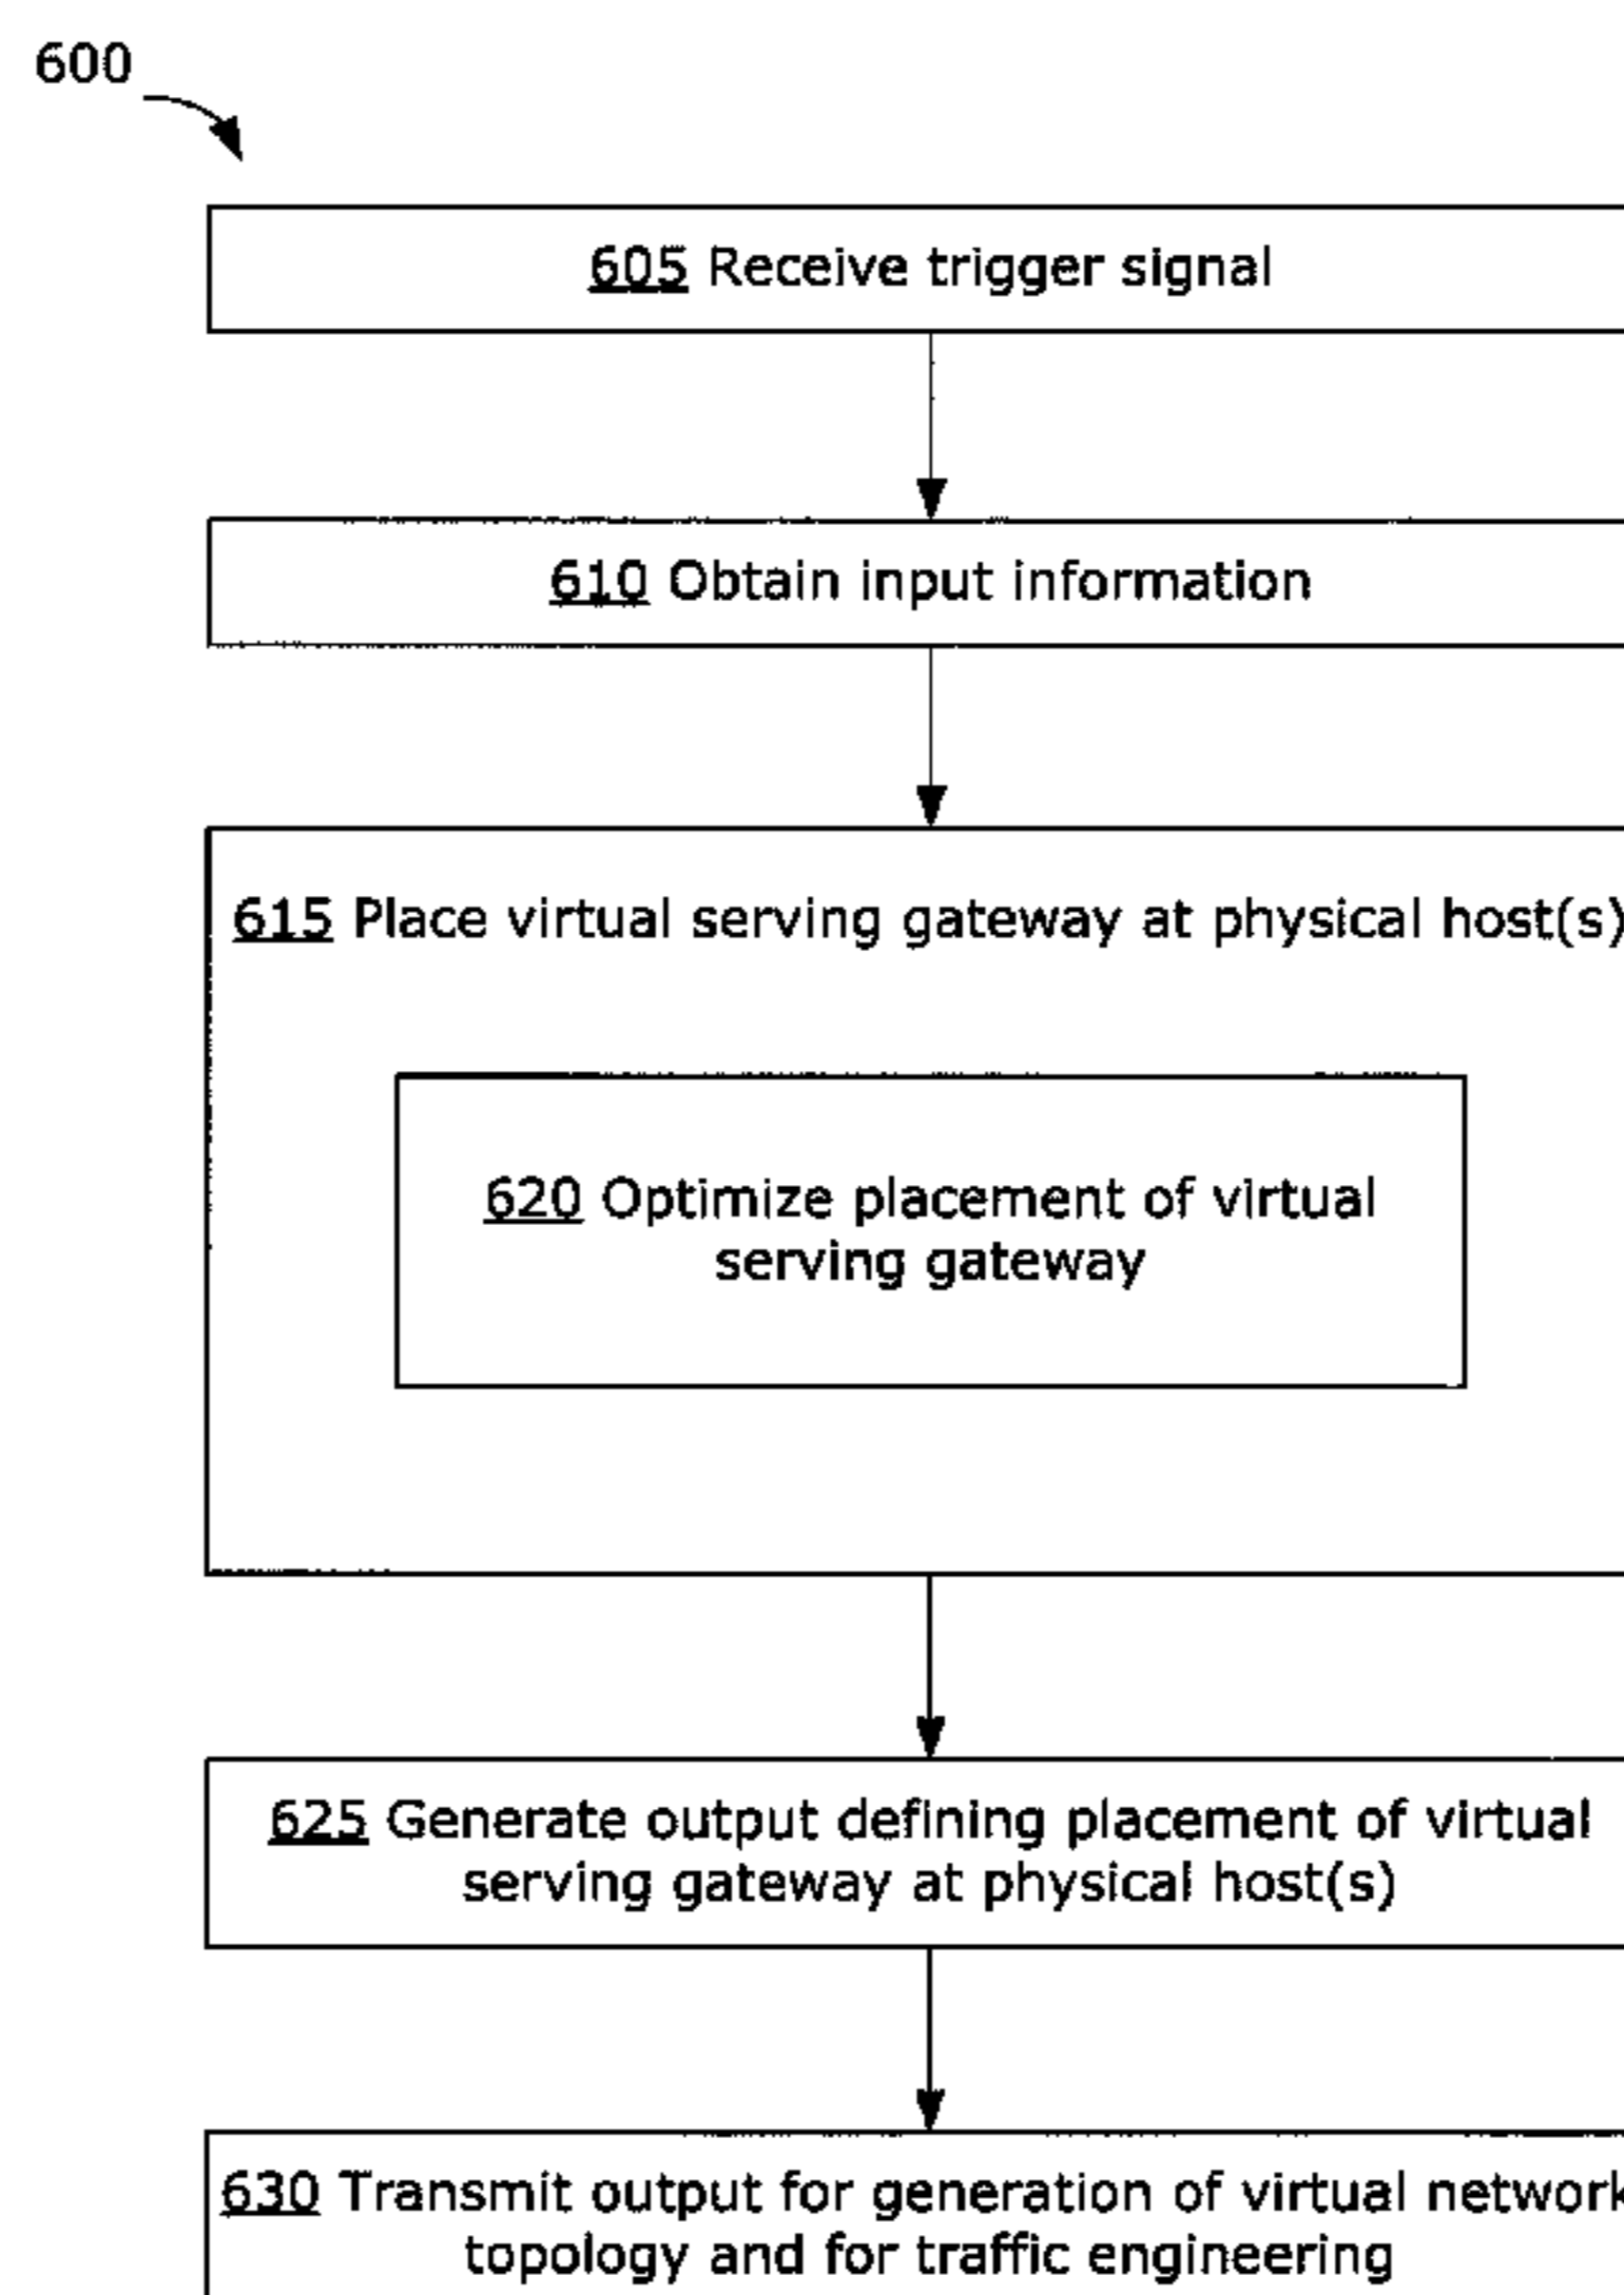 600
605 Receive trigger signal
610 Obtain input information
615 Place virtual serving gateway at physical host(s)
620 Optimize placement of virtual
serving gateway
625 Generate output defining placement of virtual
serving gateway at physical host(s)
630 Transmit output for generation of virtual network
topology and for traffic engineering